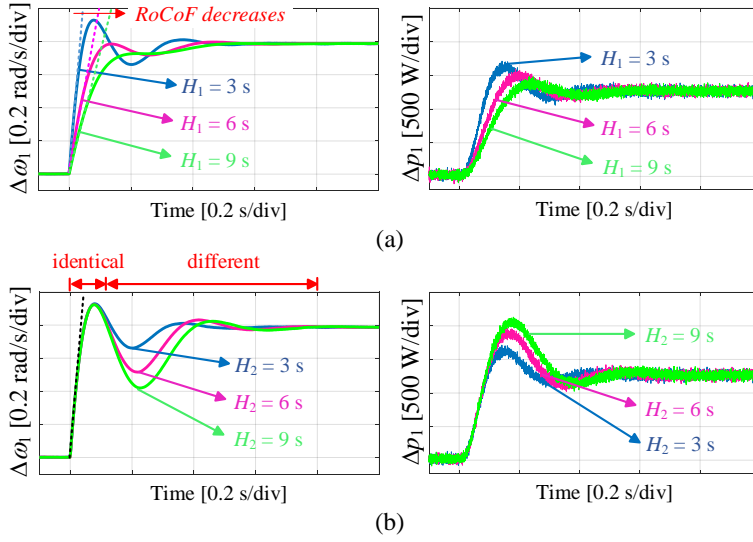 RoCoF decreases
Δω₁ [0.2 rad/s/div]
H₁ = 3 s
H₁ = 6 s
H₁ = 9 s
Time [0.2 s/div]
Δp₁ [500 W/div]
H₁ = 3 s
H₁ = 6 s
H₁ = 9 s
Time [0.2 s/div]
(a)
identical
different
Δω₁ [0.2 rad/s/div]
H₂ = 3 s
H₂ = 6 s
H₂ = 9 s
Time [0.2 s/div]
Δp₁ [500 W/div]
H₂ = 9 s
H₂ = 6 s
H₂ = 3 s
Time [0.2 s/div]
(b)